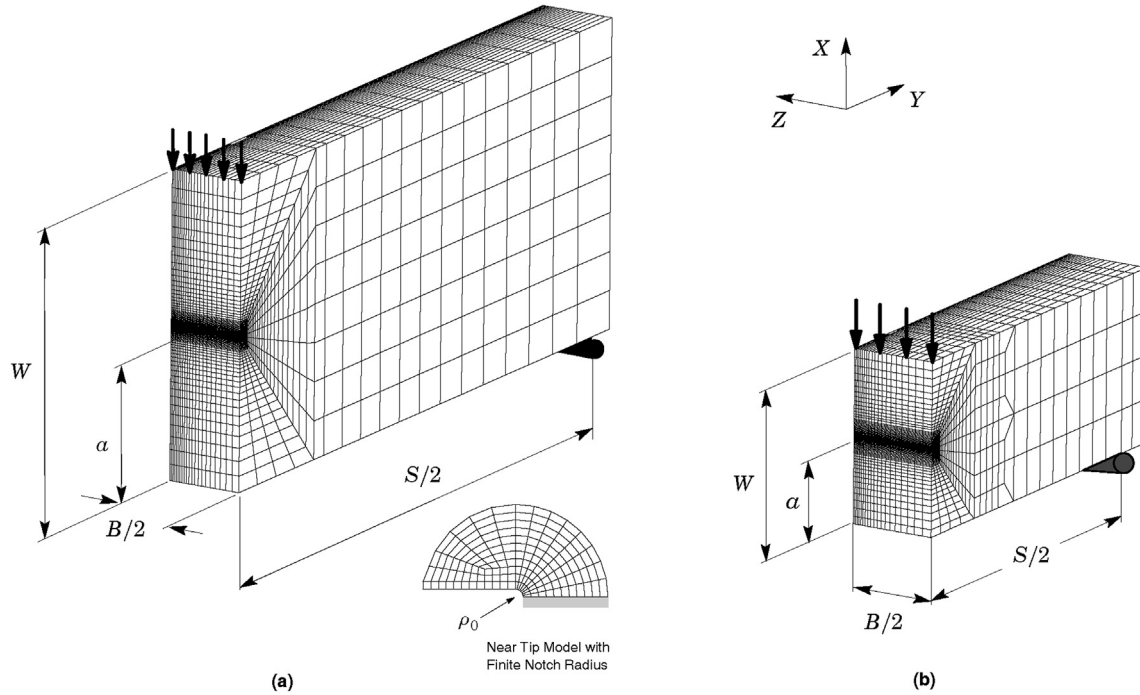 X
Y
Z
W
a
B/2
S/2
ρ₀
Near Tip Model with
Finite Notch Radius
(a)
W
a
S/2
B/2
(b)